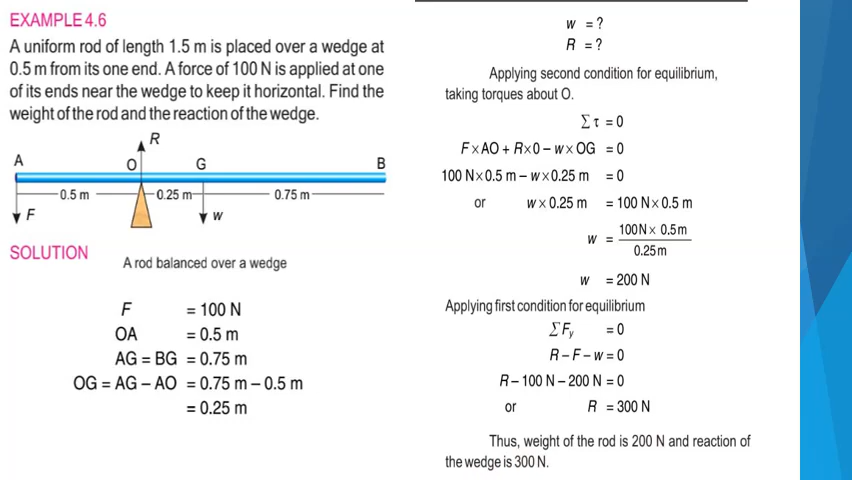 EXAMPLE 4.6
A uniform rod of length 1.5 m is placed over a wedge at
0.5 m from its one end. A force of 100 N is applied at one
of its ends near the wedge to keep it horizontal. Find the
weight of the rod and the reaction of the wedge.
R
A O G B
0.5 m 0.25 m 0.75 m
F w
SOLUTION
A rod balanced over a wedge
F = 100 N
OA = 0.5 m
AG = BG = 0.75 m
OG = AG – AO = 0.75 m – 0.5 m
= 0.25 m
w = ?
R = ?
Applying second condition for equilibrium,
taking torques about O.
∑ τ = 0
F × AO + R × 0 – w × OG = 0
100 N × 0.5 m – w × 0.25 m = 0
or w × 0.25 m = 100 N × 0.5 m
w = 100 N × 0.5 m
0.25 m
w = 200 N
Applying first condition for equilibrium
∑Fy = 0
R – F – w = 0
R – 100 N – 200 N = 0
or R = 300 N
Thus, weight of the rod is 200 N and reaction of
the wedge is 300 N.